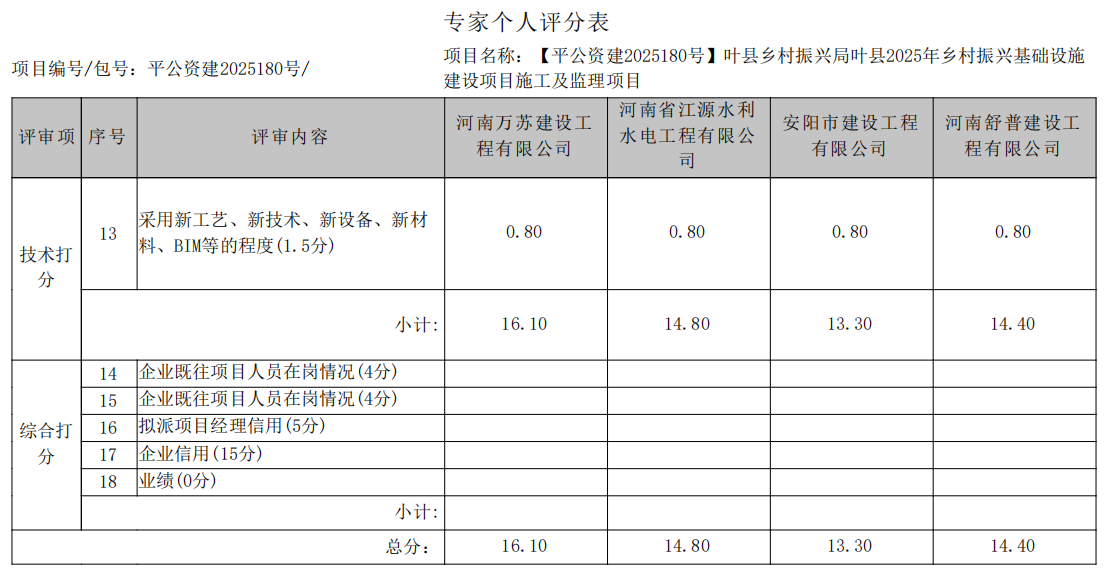 专家个人评分表
项目编号/包号：平公资建2025180号/
项目名称：【平公资建2025180号】叶县乡村振兴局叶县2025年乡村振兴基础设施
建设项目施工及监理项目
评审项 序号 评审内容 河南万苏建设工程有限公司 河南省江源水利水电工程有限公司 安阳市建设工程有限公司 河南舒普建设工程有限公司
技术打分
13 采用新工艺、新技术、新设备、新材料、BIM等的程度(1.5分) 0.80 0.80 0.80 0.80
小计: 16.10 14.80 13.30 14.40
综合打分
14 企业既往项目人员在岗情况(4分)
15 企业既往项目人员在岗情况(4分)
16 拟派项目经理信用(5分)
17 企业信用(15分)
18 业绩(0分)
小计:
总分： 16.10 14.80 13.30 14.40